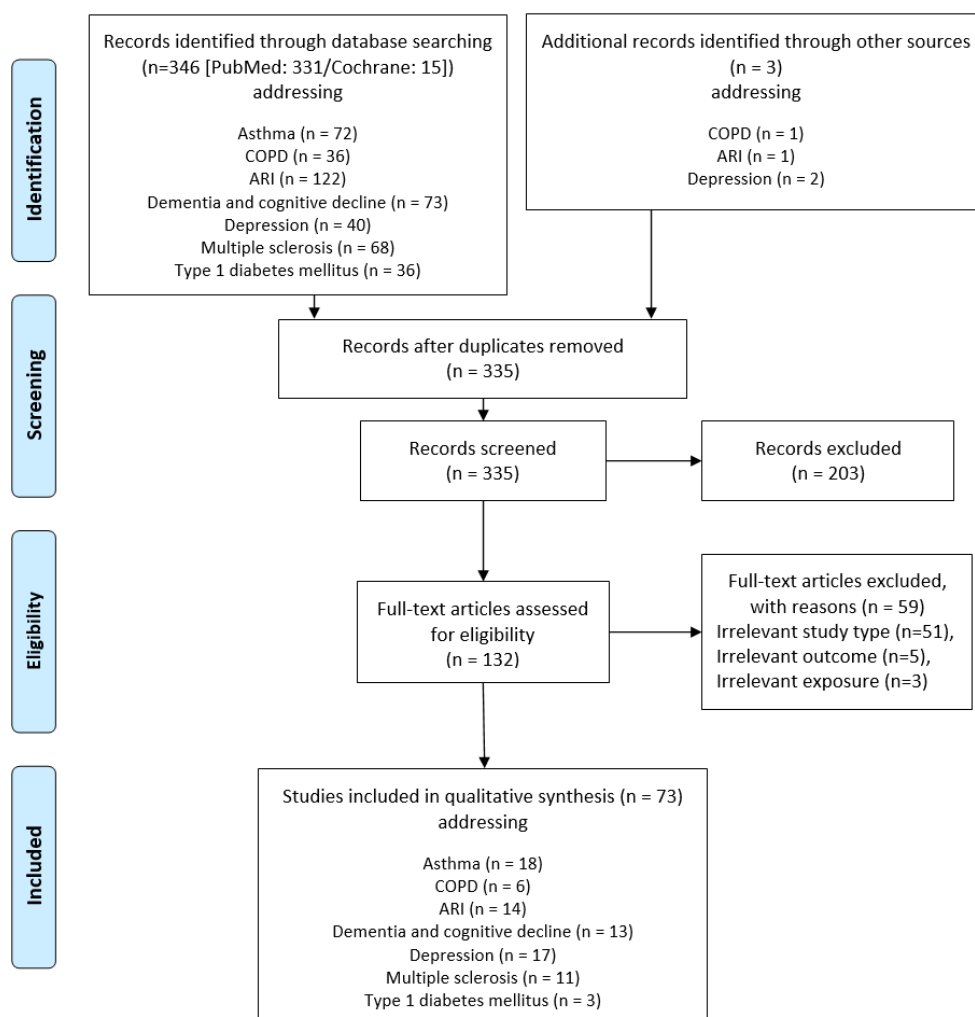 Records identified through database searching
(n=346 [PubMed: 331/Cochrane: 15])
addressing
Asthma (n = 72)
COPD (n = 36)
ARI (n = 122)
Dementia and cognitive decline (n = 73)
Depression (n = 40)
Multiple sclerosis (n = 68)
Type 1 diabetes mellitus (n = 36)
Additional records identified through other sources
(n = 3)
addressing
COPD (n = 1)
ARI (n = 1)
Depression (n = 2)
Identification
Records after duplicates removed
(n = 335)
Screening
Records screened
(n = 335)
Records excluded
(n = 203)
Eligibility
Full-text articles assessed
for eligibility
(n = 132)
Full-text articles excluded,
with reasons (n = 59)
Irrelevant study type (n=51),
Irrelevant outcome (n=5),
Irrelevant exposure (n=3)
Included
Studies included in qualitative synthesis (n = 73)
addressing
Asthma (n = 18)
COPD (n = 6)
ARI (n = 14)
Dementia and cognitive decline (n = 13)
Depression (n = 17)
Multiple sclerosis (n = 11)
Type 1 diabetes mellitus (n = 3)